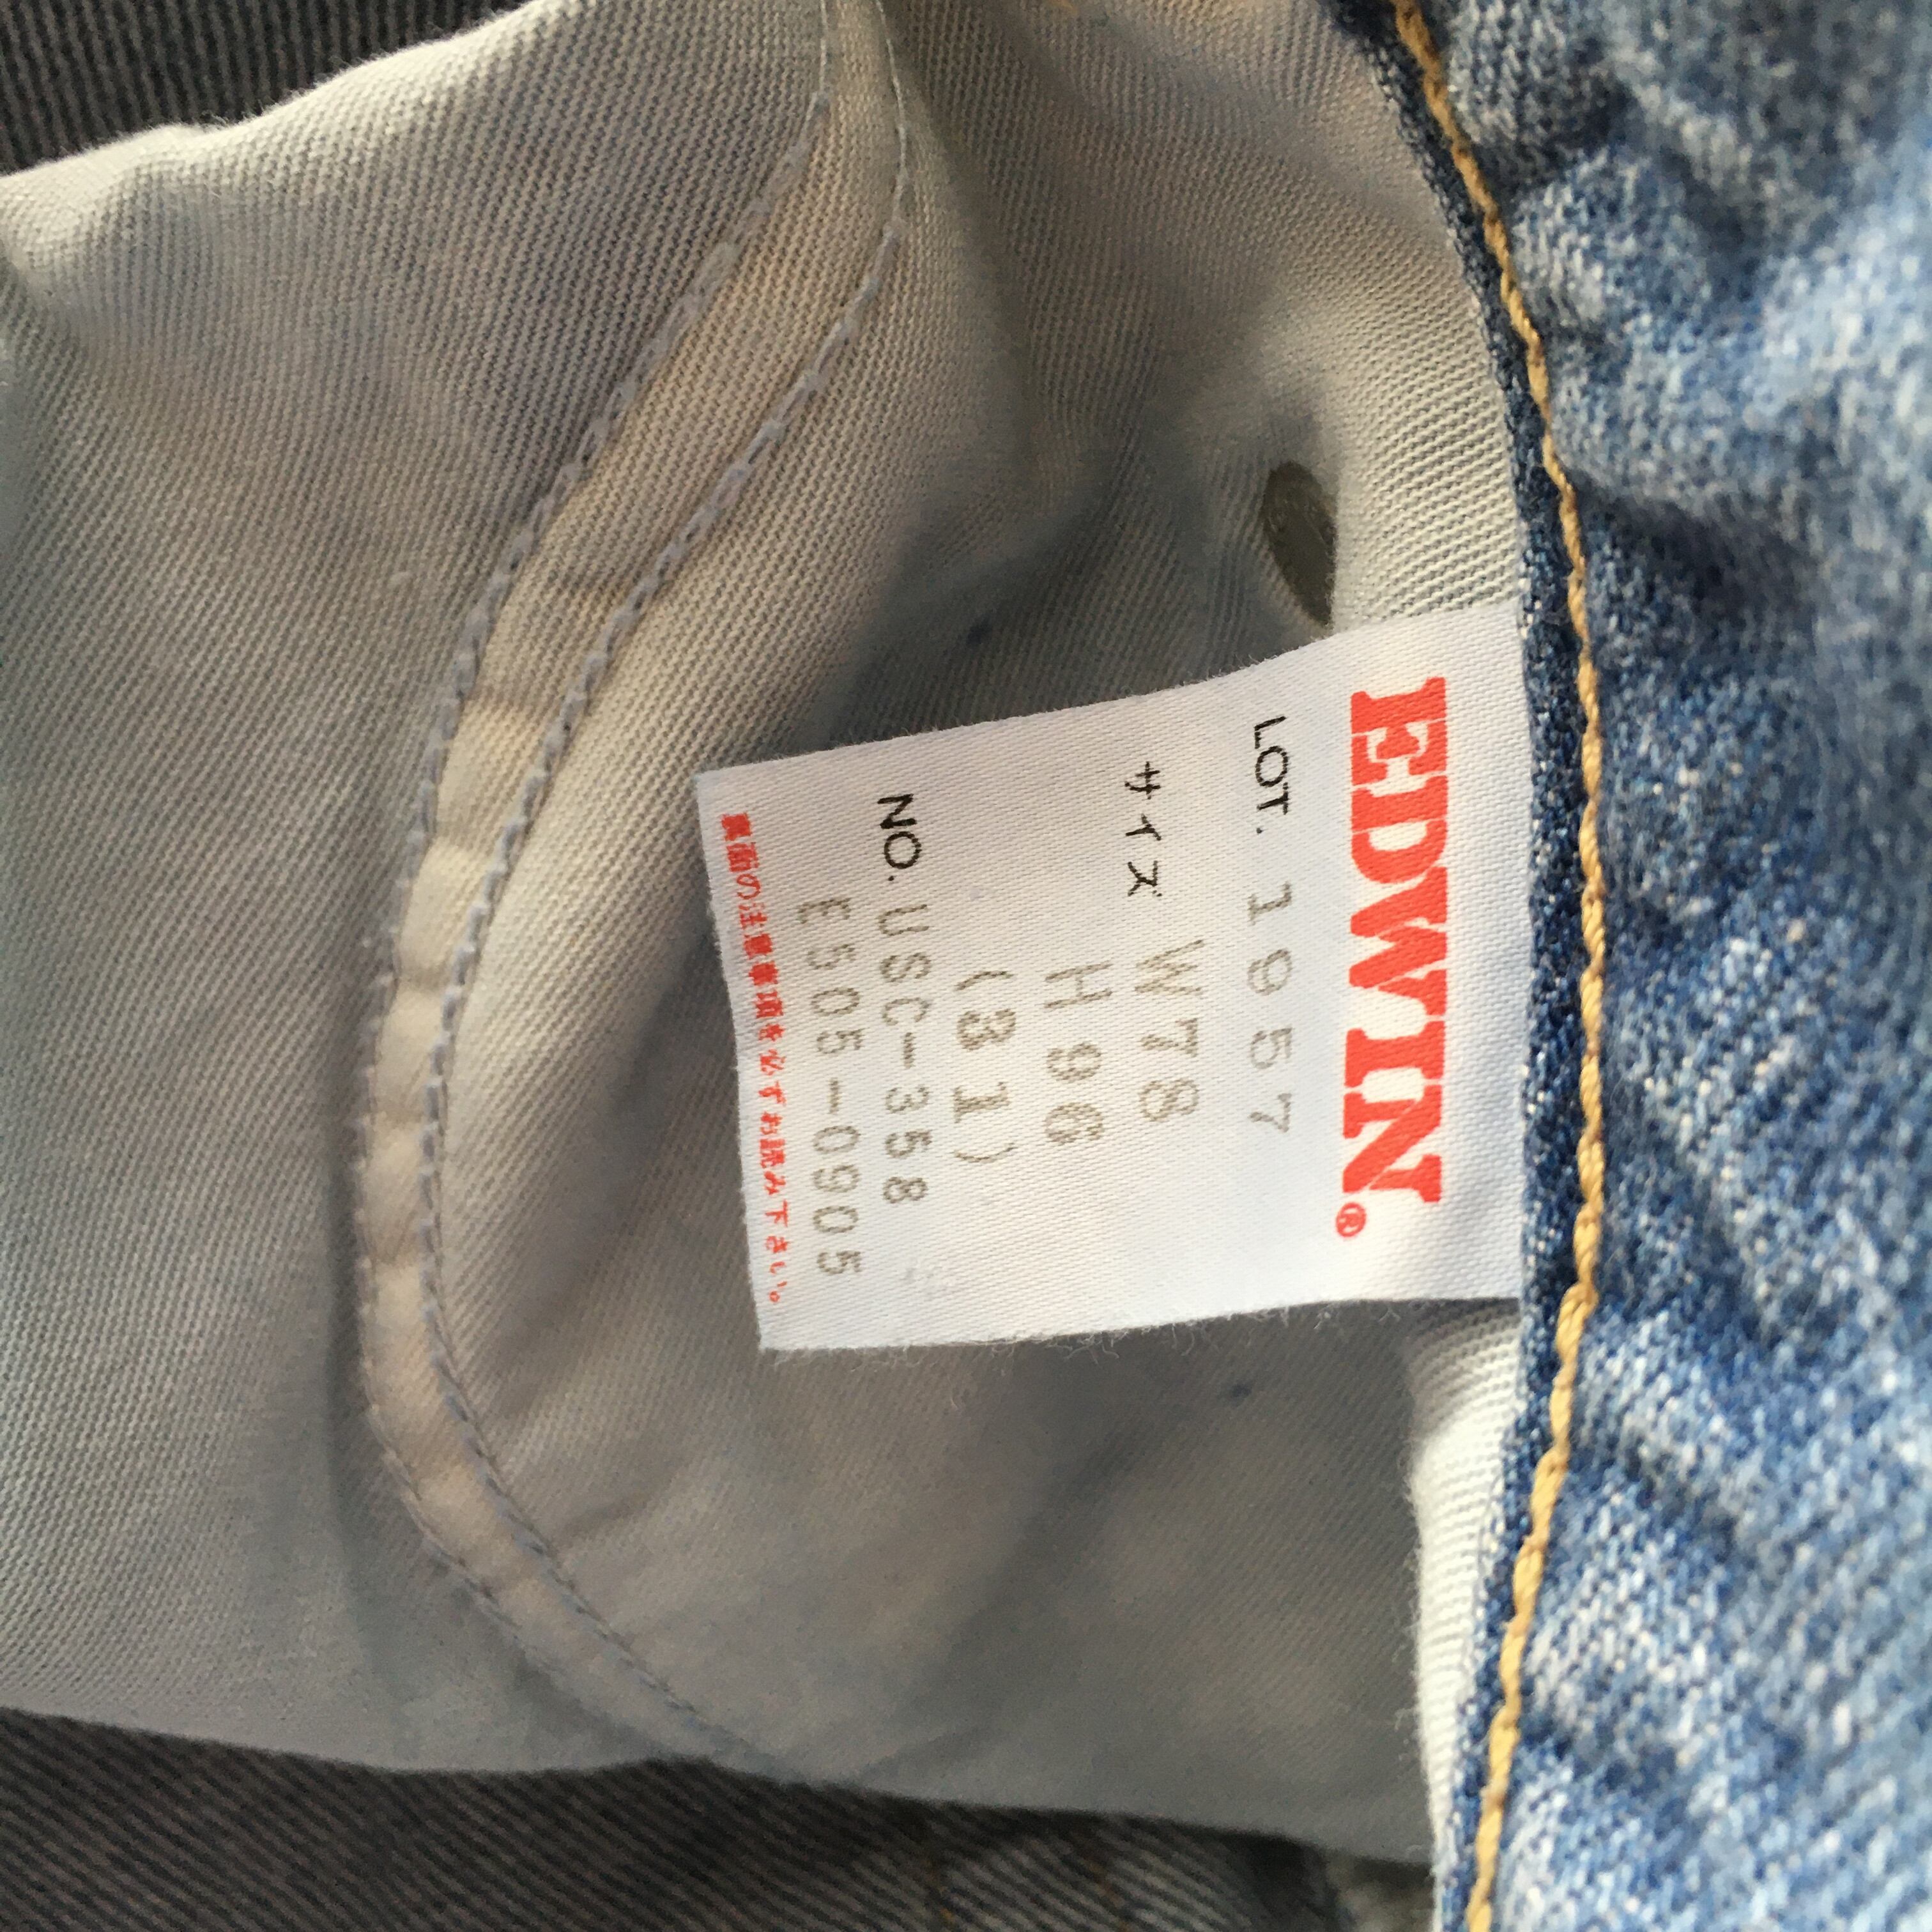 EDWIN®
LOT. 1957
サイズ W78
H96
(31)
NO. USC-358
E505-0905
裏面の注意事項を必ずお読み下さい。